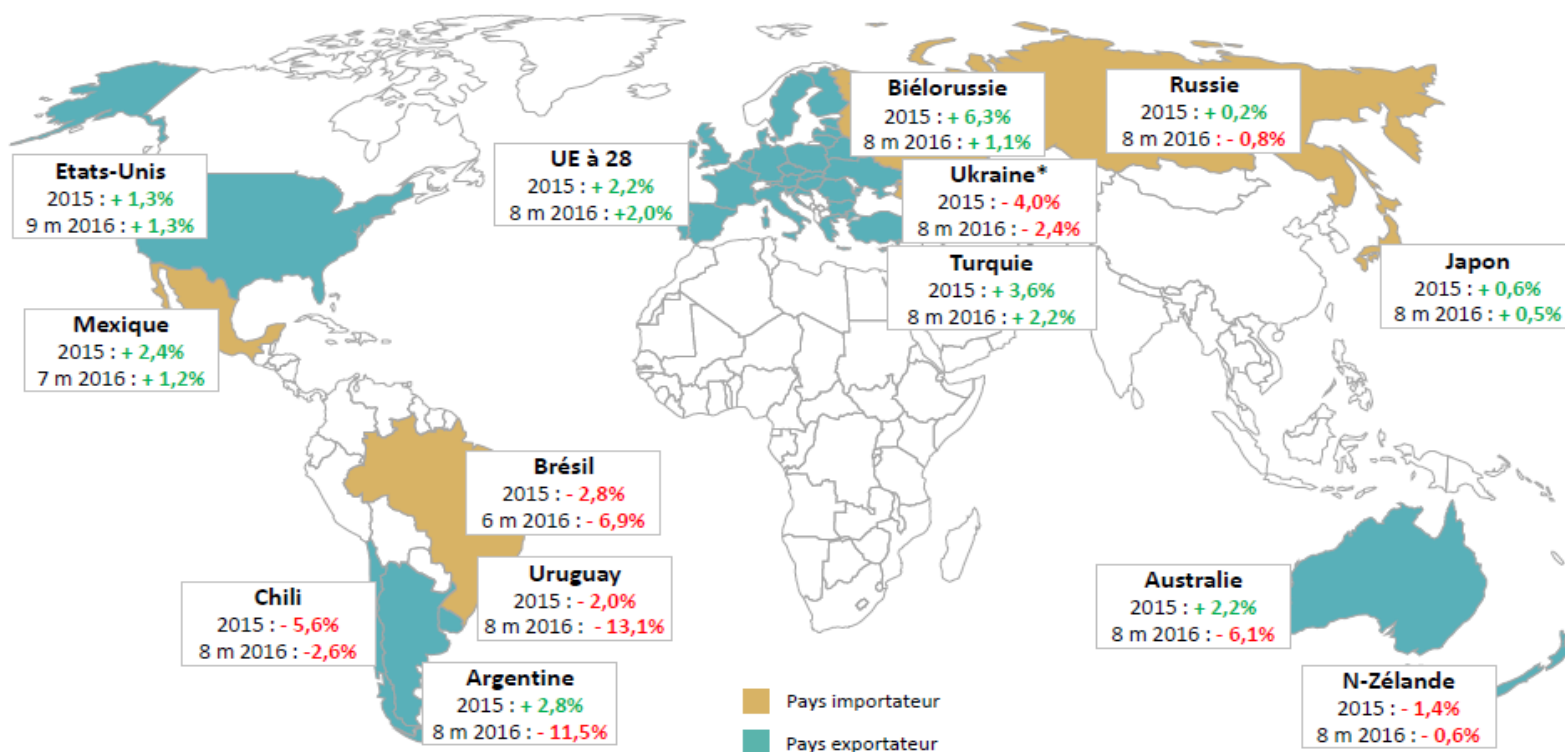 Biélorussie
2015 : + 6,3%
8 m 2016 : + 1,1%
Russie
2015 : + 0,2%
8 m 2016 : - 0,8%
Etats-Unis
2015 : + 1,3%
9 m 2016 : + 1,3%
UE à 28
2015 : + 2,2%
8 m 2016 : +2,0%
Ukraine*
2015 : - 4,0%
8 m 2016 : - 2,4%
Turquie
2015 : + 3,6%
8 m 2016 : + 2,2%
Japon
2015 : + 0,6%
8 m 2016 : + 0,5%
Mexique
2015 : + 2,4%
7 m 2016 : + 1,2%
Brésil
2015 : - 2,8%
6 m 2016 : - 6,9%
Uruguay
2015 : - 2,0%
8 m 2016 : - 13,1%
Chili
2015 : - 5,6%
8 m 2016 : -2,6%
Australie
2015 : + 2,2%
8 m 2016 : - 6,1%
Argentine
2015 : + 2,8%
8 m 2016 : - 11,5%
N-Zélande
2015 : - 1,4%
8 m 2016 : - 0,6%
Pays importateur
Pays exportateur